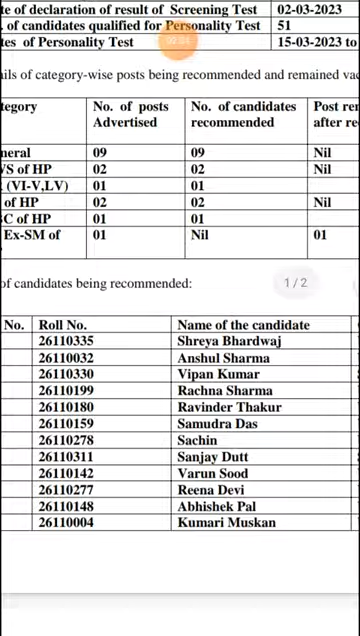 te of declaration of result of Screening Test 02-03-2023
. of candidates qualified for Personality Test 51
tes of Personality Test 15-03-2023 to
ails of category-wise posts being recommended and remained vac
tegory No. of posts Advertised No. of candidates recommended Post rer after re
neral 09 09 Nil
VS of HP 02 02 Nil
(VI-V,LV) 01 01
of HP 02 02 Nil
C of HP 01 01
Ex-SM of 01 Nil 01
of candidates being recommended:
1/2
No. Roll No. Name of the candidate
26110335 Shreya Bhardwaj
26110032 Anshul Sharma
26110330 Vipan Kumar
26110199 Rachna Sharma
26110180 Ravinder Thakur
26110159 Samudra Das
26110278 Sachin
26110311 Sanjay Dutt
26110142 Varun Sood
26110277 Reena Devi
26110148 Abhishek Pal
26110004 Kumari Muskan